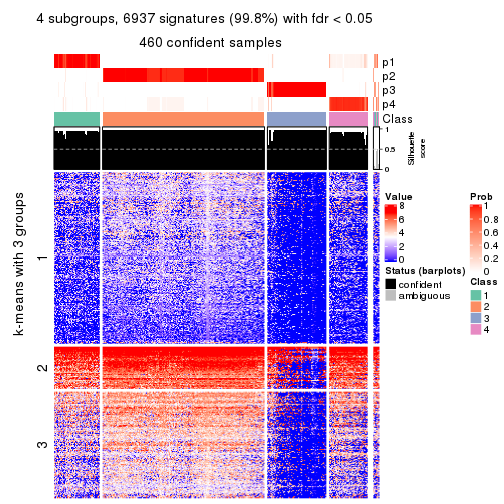 4 subgroups, 6937 signatures (99.8%) with fdr < 0.05
460 confident samples
p1
p2
p3
p4
Class
1
0.5
0
Silhouette
score
k-means with 3 groups
1
2
3
Value
8
6
4
2
0
Status (barplots)
confident
ambiguous
Prob
1
0.8
0.6
0.4
0.2
0
Class
1
2
3
4